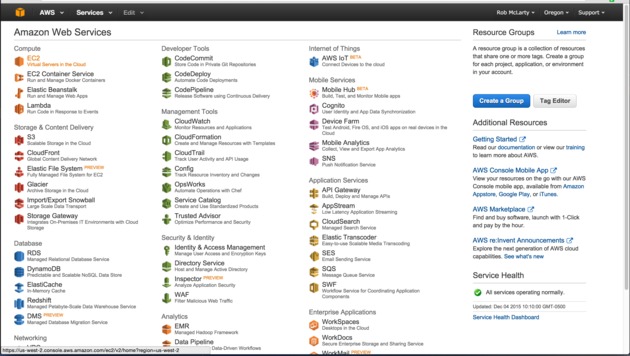 AWS Services Edit Rob McLarty Oregon Support
Amazon Web Services
Compute
EC2
Virtual Servers in the Cloud
EC2 Container Service
Run and Manage Docker Containers
Elastic Beanstalk
Run and Manage Web Apps
Lambda
Run Code in Response to Events
Storage & Content Delivery
S3
Scalable Storage in the Cloud
CloudFront
Global Content Delivery Network
Elastic File System PREVIEW
Fully Managed File System for EC2
Glacier
Archive Storage in the Cloud
Import/Export Snowball
Large Scale Data Transport
Storage Gateway
Integrates On-Premises IT Environments with Cloud
Storage
Database
RDS
Managed Relational Database Service
DynamoDB
Predictable and Scalable NoSQL Data Store
ElastiCache
In-Memory Cache
Redshift
Managed Petabyte-Scale Data Warehouse Service
DMS PREVIEW
Managed Database Migration Service
Networking
https://us-west-2.console.aws.amazon.com/ec2/v2/home?region=us-west-2
Developer Tools
CodeCommit
Store Code in Private Git Repositories
CodeDeploy
Automate Code Deployments
CodePipeline
Release Software using Continuous Delivery
Management Tools
CloudWatch
Monitor Resources and Applications
CloudFormation
Create and Manage Resources with Templates
CloudTrail
Track User Activity and API Usage
Config
Track Resource Inventory and Changes
OpsWorks
Automate Operations with Chef
Service Catalog
Create and Use Standardized Products
Trusted Advisor
Optimize Performance and Security
Security & Identity
Identity & Access Management
Manage User Access and Encryption Keys
Directory Service
Host and Manage Active Directory
Inspector PREVIEW
Analyze Application Security
WAF
Filter Malicious Web Traffic
Analytics
EMR
Managed Hadoop Framework
Data Pipeline
Data-Driven Workflows
Internet of Things
AWS IoT BETA
Connect Devices to the cloud
Mobile Services
Mobile Hub BETA
Build, Test, and Monitor Mobile apps
Cognito
User Identity and App Data Synchronization
Device Farm
Test Android, Fire OS, and iOS apps on real devices in the
Cloud
Mobile Analytics
Collect, View and Export App Analytics
SNS
Push Notification Service
Application Services
API Gateway
Build, Deploy and Manage APIs
AppStream
Low Latency Application Streaming
CloudSearch
Managed Search Service
Elastic Transcoder
Easy-to-use Scalable Media Transcoding
SES
Email Sending Service
SQS
Message Queue Service
SWF
Workflow Service for Coordinating Application
Components
Enterprise Applications
WorkSpaces
Desktops in the Cloud
WorkDocs
Secure Enterprise Storage and Sharing Service
WorkMail PREVIEW
Resource Groups Learn more
A resource group is a collection of resources
that share one or more tags. Create a group
for each project, application, or environment
in your account.
Create a Group Tag Editor
Additional Resources
Getting Started
Read our documentation or view our training
to learn more about AWS.
AWS Console Mobile App
View your resources on the go with our AWS
Console mobile app, available from Amazon
Appstore, Google Play, or iTunes.
AWS Marketplace
Find and buy software, launch with 1-Click
and pay by the hour.
AWS re:Invent Announcements
Explore the next generation of AWS cloud
capabilities. See what's new
Service Health
All services operating normally.
Updated: Dec 04 2015 10:10:00 GMT-0500
Service Health Dashboard